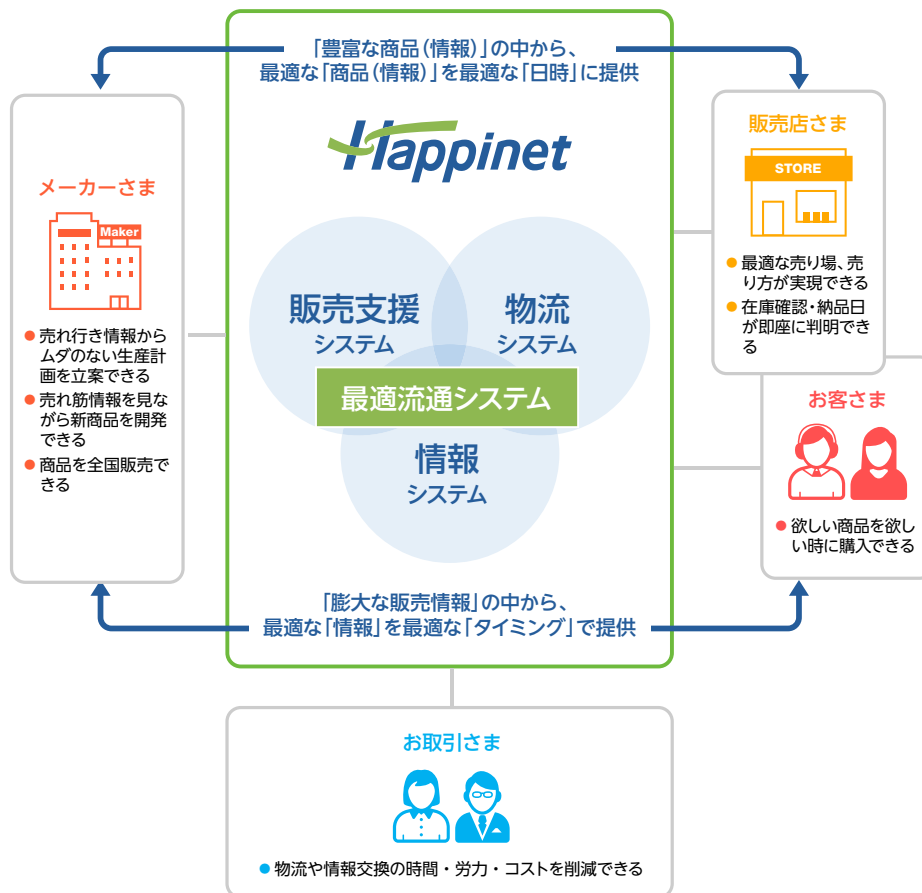 「豊富な商品(情報)」の中から、
最適な「商品(情報)」を最適な「日時」に提供
Happinet
メーカーさま
Maker
● 売れ行き情報から
ムダのない生産計
画を立案できる
● 売れ筋情報を見な
がら新商品を開発
できる
● 商品を全国販売で
きる
販売支援
システム
物流
システム
最適流通システム
情報
システム
販売店さま
STORE
● 最適な売り場、売
り方が実現できる
● 在庫確認・納品日
が即座に判明でき
る
お客さま
● 欲しい商品を欲し
い時に購入できる
「膨大な販売情報」の中から、
最適な「情報」を最適な「タイミング」で提供
お取引さま
● 物流や情報交換の時間・労力・コストを削減できる